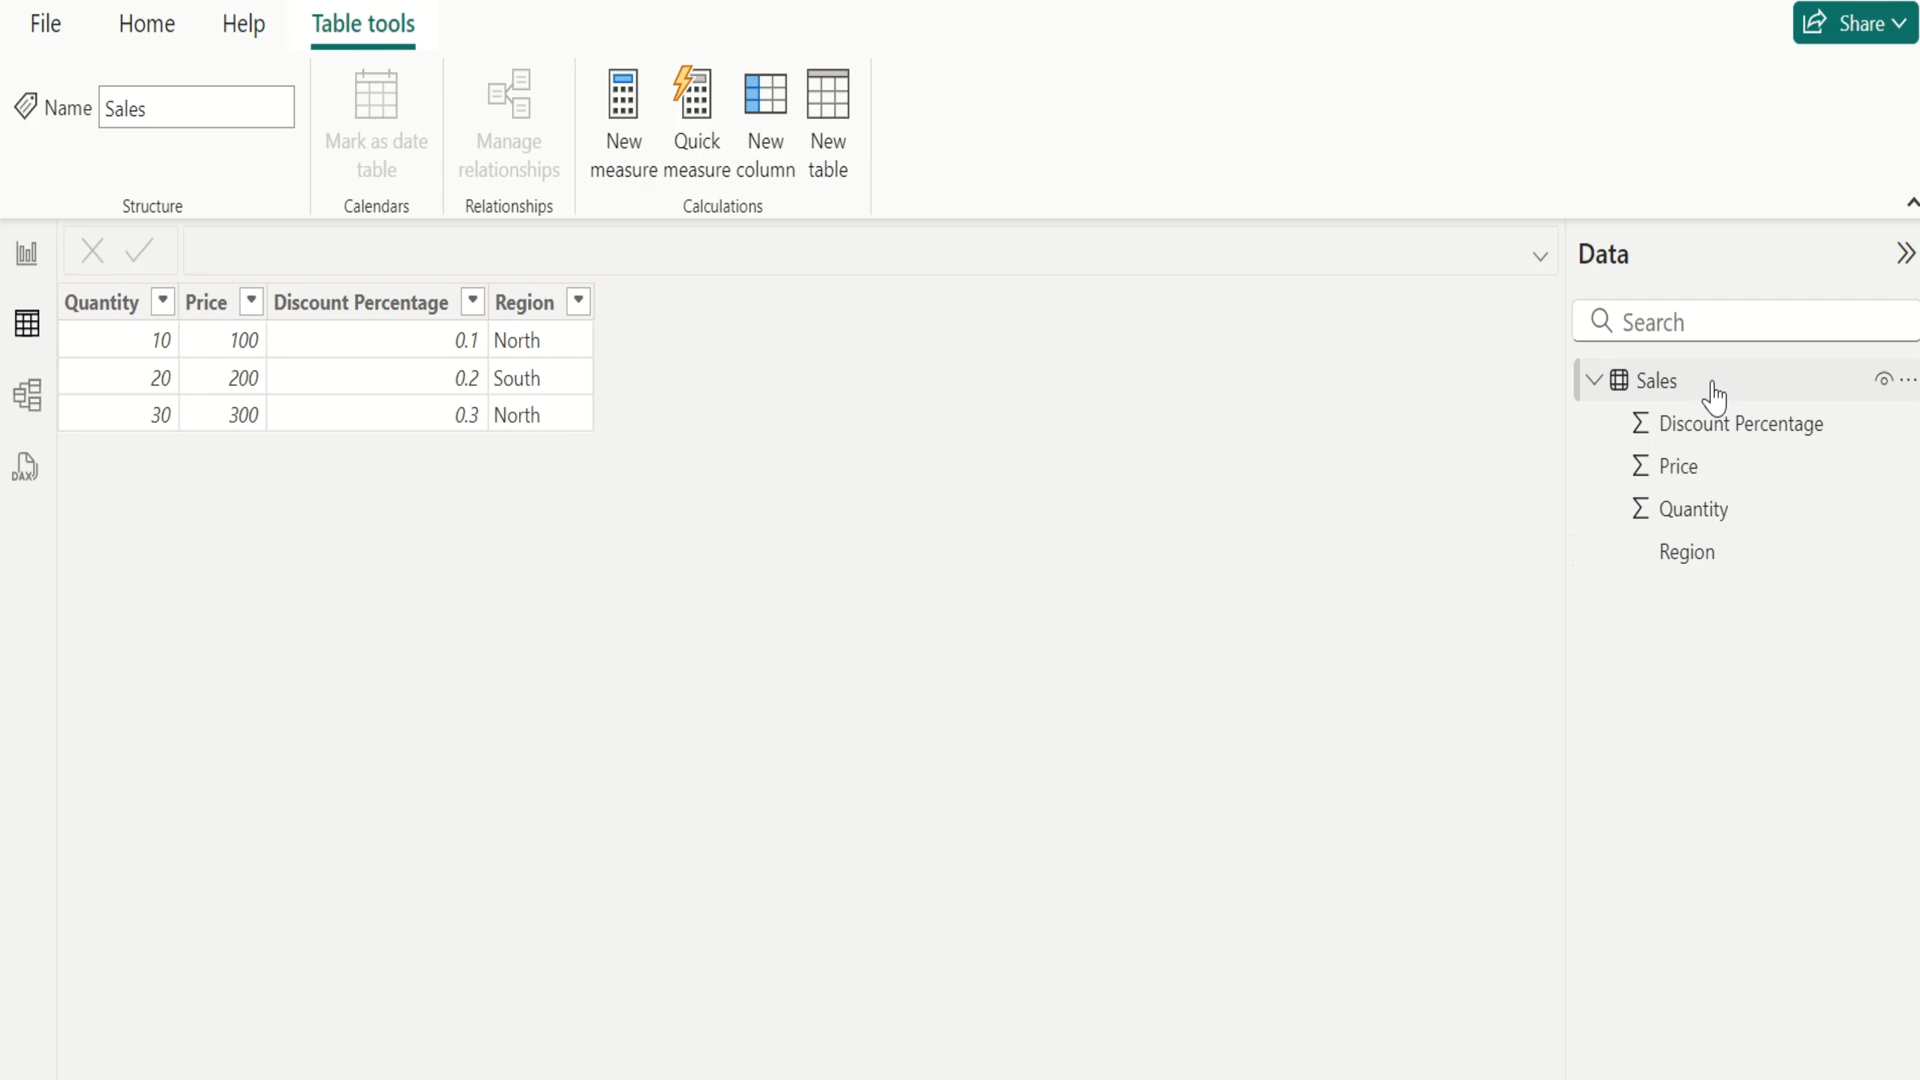 File Home Help Table tools Share
Name Sales
Mark as date table
Manage relationships
New measure
Quick measure
New column
New table
Structure Calendars Relationships Calculations
Data
Search
Quantity Price Discount Percentage Region
10 100 0.1 North
20 200 0.2 South
30 300 0.3 North
Sales
Discount Percentage
Price
Quantity
Region
DAX